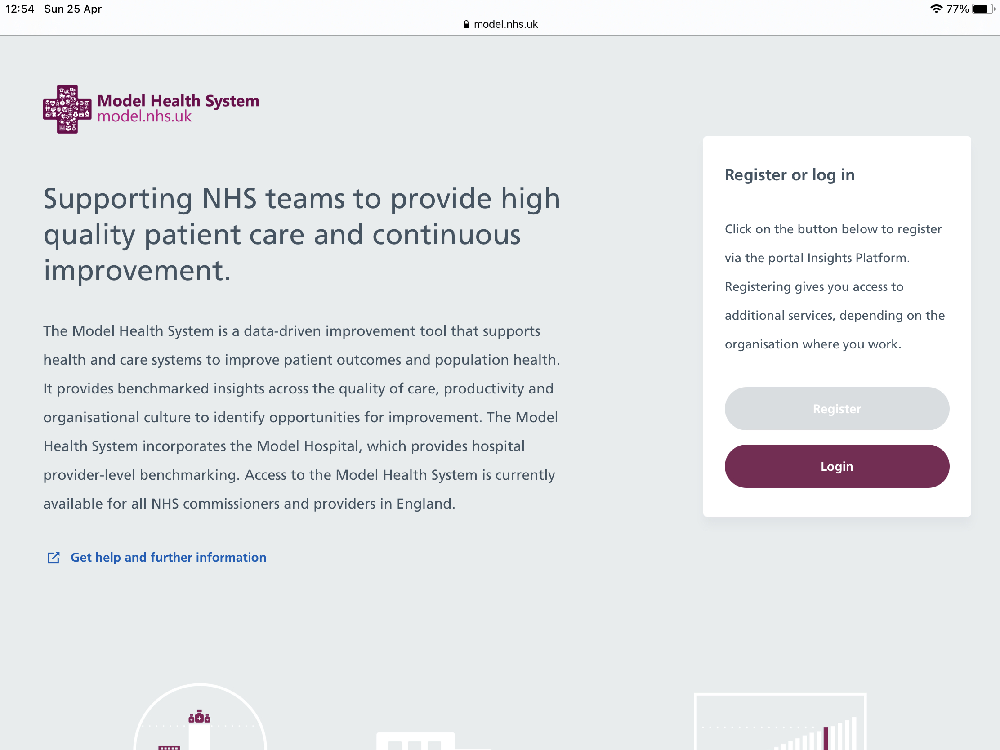 12:54 Sun 25 Apr
77%
model.nhs.uk
Model Health System
model.nhs.uk
Supporting NHS teams to provide high
quality patient care and continuous
improvement.
The Model Health System is a data-driven improvement tool that supports
health and care systems to improve patient outcomes and population health.
It provides benchmarked insights across the quality of care, productivity and
organisational culture to identify opportunities for improvement. The Model
Health System incorporates the Model Hospital, which provides hospital
provider-level benchmarking. Access to the Model Health System is currently
available for all NHS commissioners and providers in England.
Get help and further information
Register or log in
Click on the button below to register
via the portal Insights Platform.
Registering gives you access to
additional services, depending on the
organisation where you work.
Register
Login